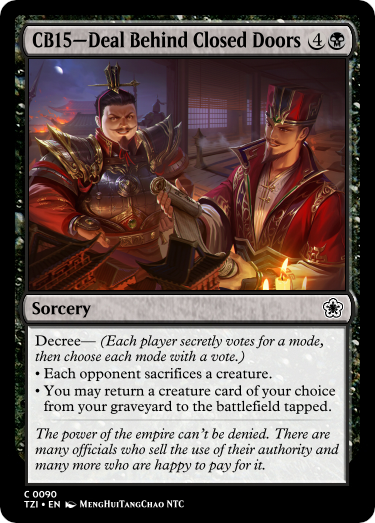 CB15—Deal Behind Closed Doors 4
Sorcery
Decree— (Each player secretly votes for a mode,
then choose each mode with a vote.)
• Each opponent sacrifices a creature.
• You may return a creature card of your choice
from your graveyard to the battlefield tapped.
The power of the empire can't be denied. There are
many officials who sell the use of their authority and
many more who are happy to pay for it.
C 0090
TZI • EN MengHuiTangChao NTC